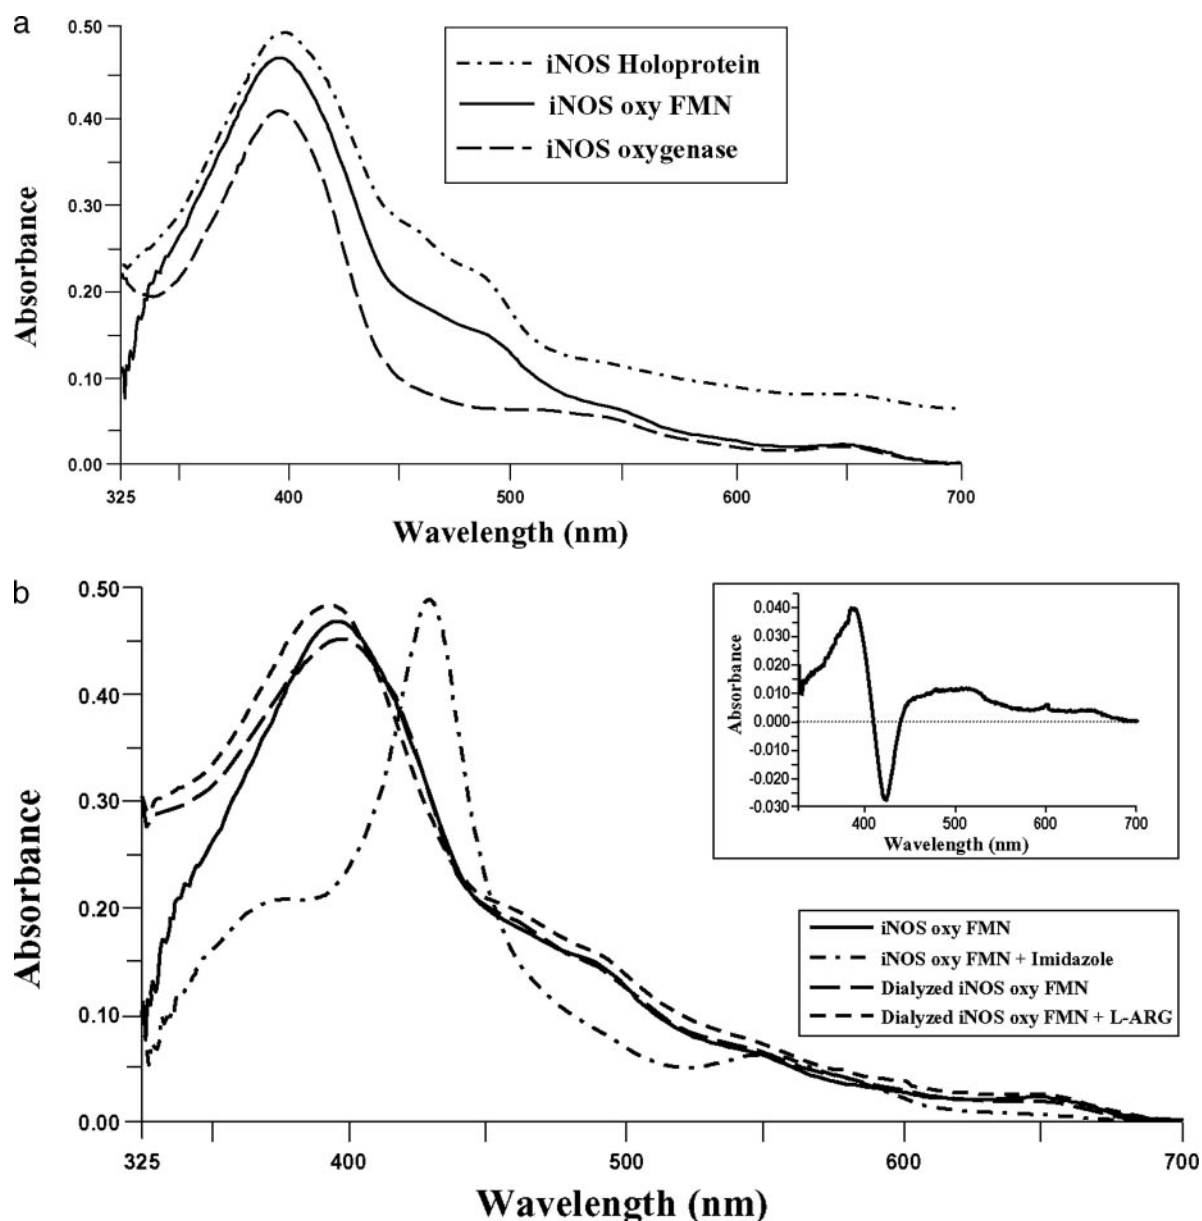 a
0.50
0.40
0.30
0.20
0.10
0.00
Absorbance
iNOS Holoprotein
iNOS oxy FMN
iNOS oxygenase
325
400
500
600
700
Wavelength (nm)
b
0.50
0.40
0.30
0.20
0.10
0.00
Absorbance
0.040
0.030
0.020
0.010
0.000
-0.010
-0.020
-0.030
Absorbance
400
500
600
700
Wavelength (nm)
iNOS oxy FMN
iNOS oxy FMN + Imidazole
Dialyzed iNOS oxy FMN
Dialyzed iNOS oxy FMN + L-ARG
325
400
500
600
700
Wavelength (nm)